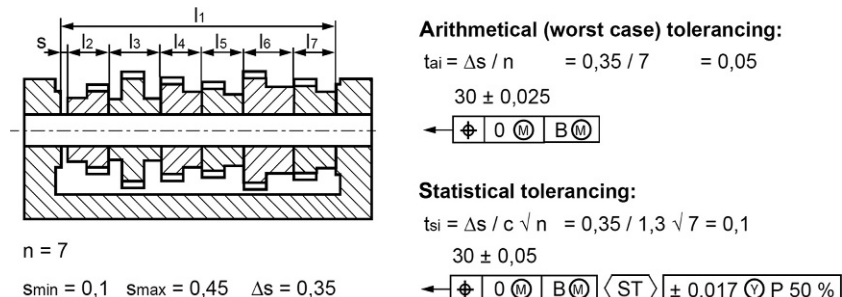 l1
s l2 l3 l4 l5 l6 l7
n = 7
smin = 0,1 smax = 0,45 Δs = 0,35
Arithmetical (worst case) tolerancing:
tai = Δs / n = 0,35 / 7 = 0,05
30 ± 0,025
⌖ 0 Ⓜ BⓂ
Statistical tolerancing:
tsi = Δs / c √ n = 0,35 / 1,3 √ 7 = 0,1
30 ± 0,05
⌖ 0 Ⓜ BⓂ ST ± 0,017 Ⓨ P 50 %